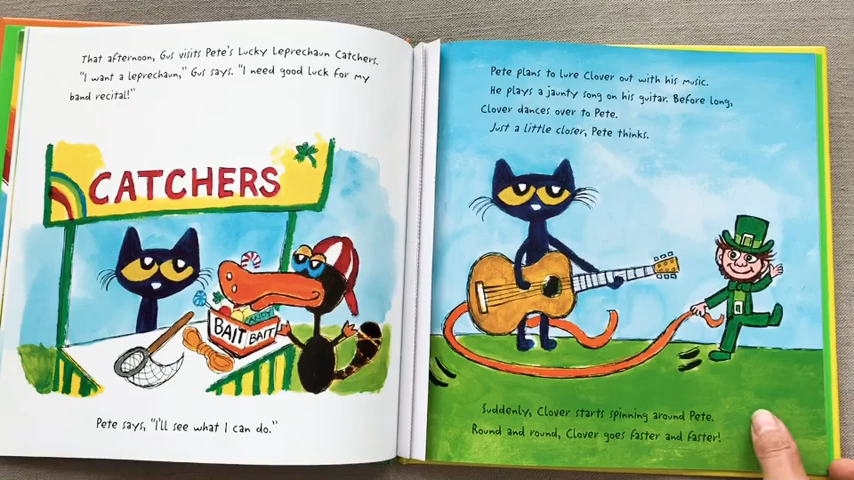 That afternoon, Gus visits Pete's Lucky Leprechaun Catchers.
"I want a leprechaun," Gus says. "I need good luck for my
band recital!"
CATCHERS
CANDY
BAIT
BAIT
Pete says, "I'll see what I can do."
Pete plans to lure Clover out with his music.
He plays a jaunty song on his guitar. Before long,
Clover dances over to Pete.
Just a little closer, Pete thinks.
Suddenly, Clover starts spinning around Pete.
Round and round, Clover goes faster and faster!